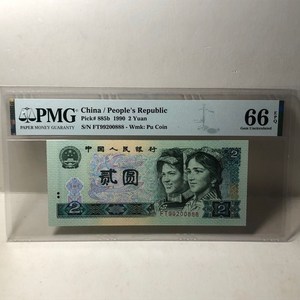 PMG
PAPER MONEY GUARANTY
China / People's Republic
Pick# 885b 1990 2 Yuan
S/N FT99200888 - Wmk: Pu Coin
66 EPQ
Gem Uncirculated
中国人民银行
贰圆
2
2
FT99200888